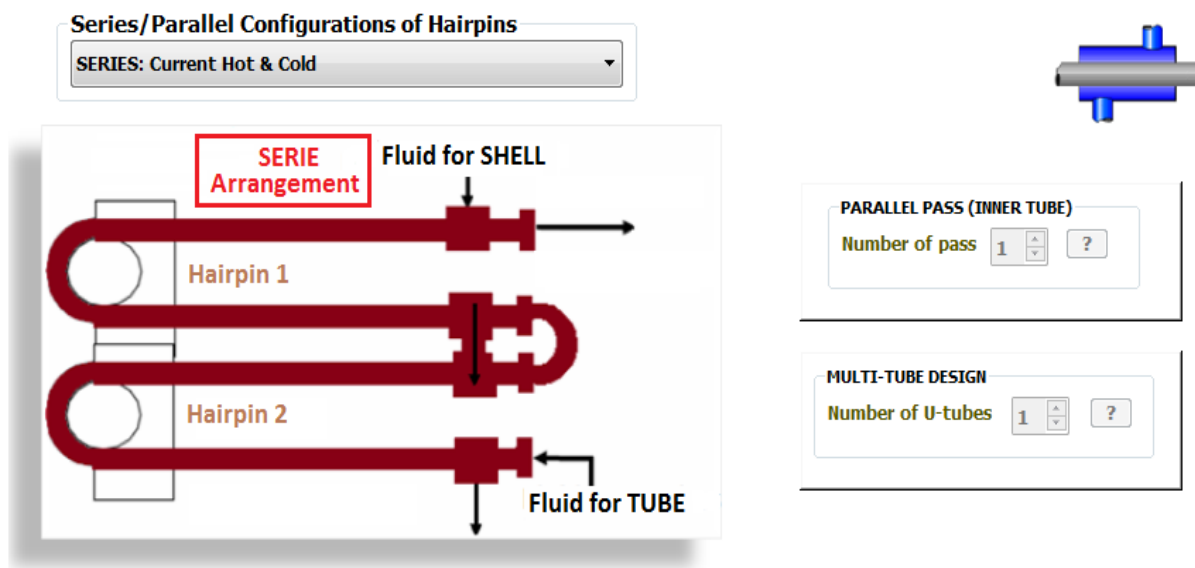 Series/Parallel Configurations of Hairpins
SERIES: Current Hot & Cold
SERIE
Arrangement
Fluid for SHELL
Hairpin 1
Hairpin 2
Fluid for TUBE
PARALLEL PASS (INNER TUBE)
Number of pass 1 ?
MULTI-TUBE DESIGN
Number of U-tubes 1 ?